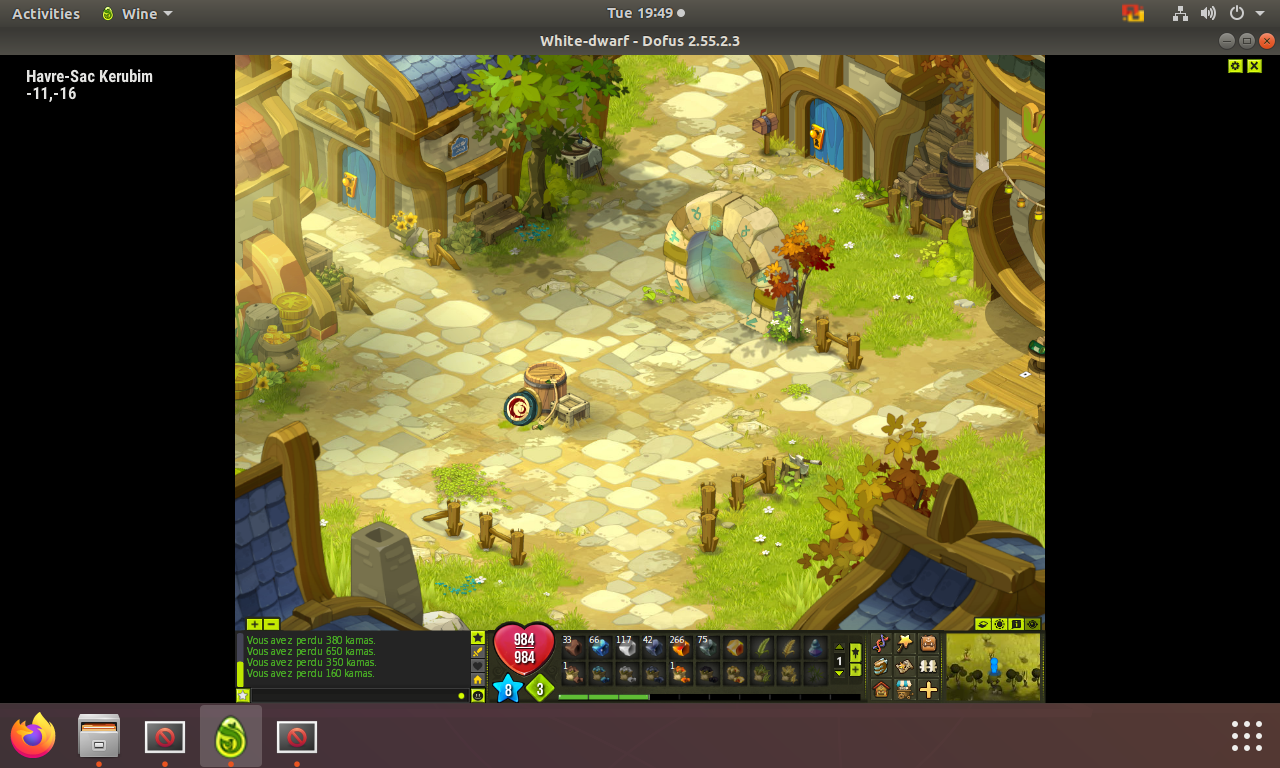 Activities
Wine
Tue 19:49
White-dwarf - Dofus 2.55.2.3
Havre-Sac Kerubim
-11,-16
Vous avez perdu 380 kamas.
Vous avez perdu 650 kamas.
Vous avez perdu 350 kamas.
Vous avez perdu 160 kamas.
984
984
8
3
33 66 117 42 266 75
1 1
1